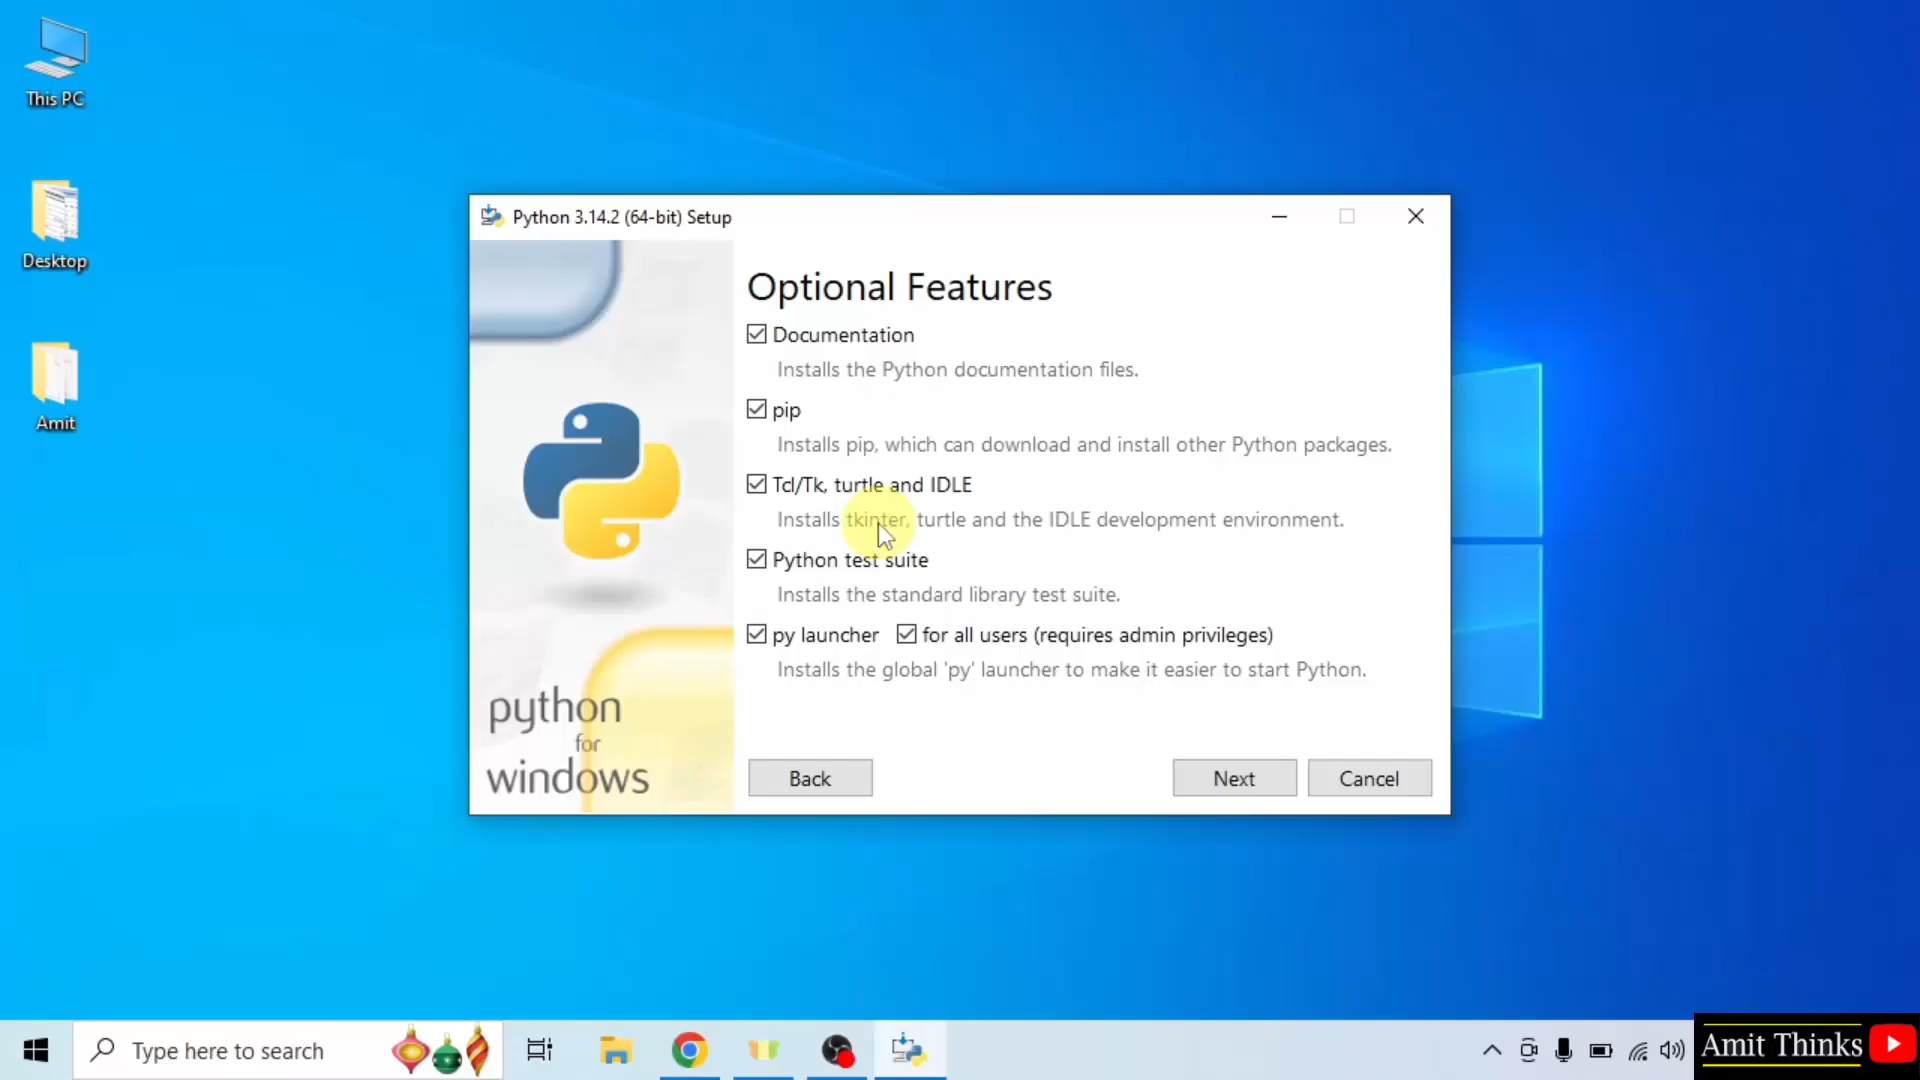 This PC
Desktop
Amit
Python 3.14.2 (64-bit) Setup
Optional Features
Documentation
Installs the Python documentation files.
pip
Installs pip, which can download and install other Python packages.
Tcl/Tk, turtle and IDLE
Installs tkinter, turtle and the IDLE development environment.
Python test suite
Installs the standard library test suite.
py launcher for all users (requires admin privileges)
Installs the global 'py' launcher to make it easier to start Python.
python
for
windows
Back Next Cancel
Type here to search
Amit Thinks